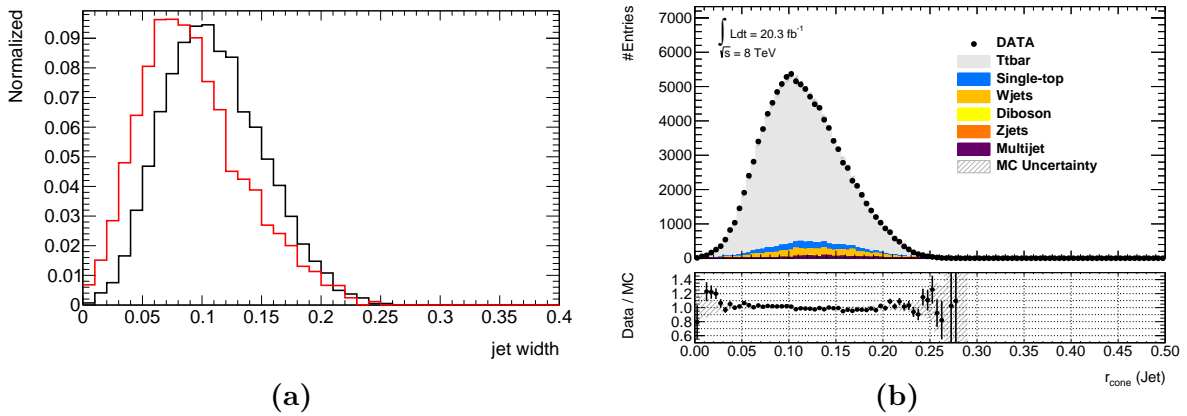 Normalized
0.09
0.08
0.07
0.06
0.05
0.04
0.03
0.02
0.01
0
0 0.05 0.1 0.15 0.2 0.25 0.3 0.35 0.4
jet width
(a)
#Entries
7000
6000
5000
4000
3000
2000
1000
0
∫ Ldt = 20.3 fb⁻¹
√s = 8 TeV
DATA
Ttbar
Single-top
Wjets
Diboson
Zjets
Multijet
MC Uncertainty
Data / MC
1.4
1.2
1.0
0.8
0.6
0.00 0.05 0.10 0.15 0.20 0.25 0.30 0.35 0.40 0.45 0.50
r_cone (Jet)
(b)